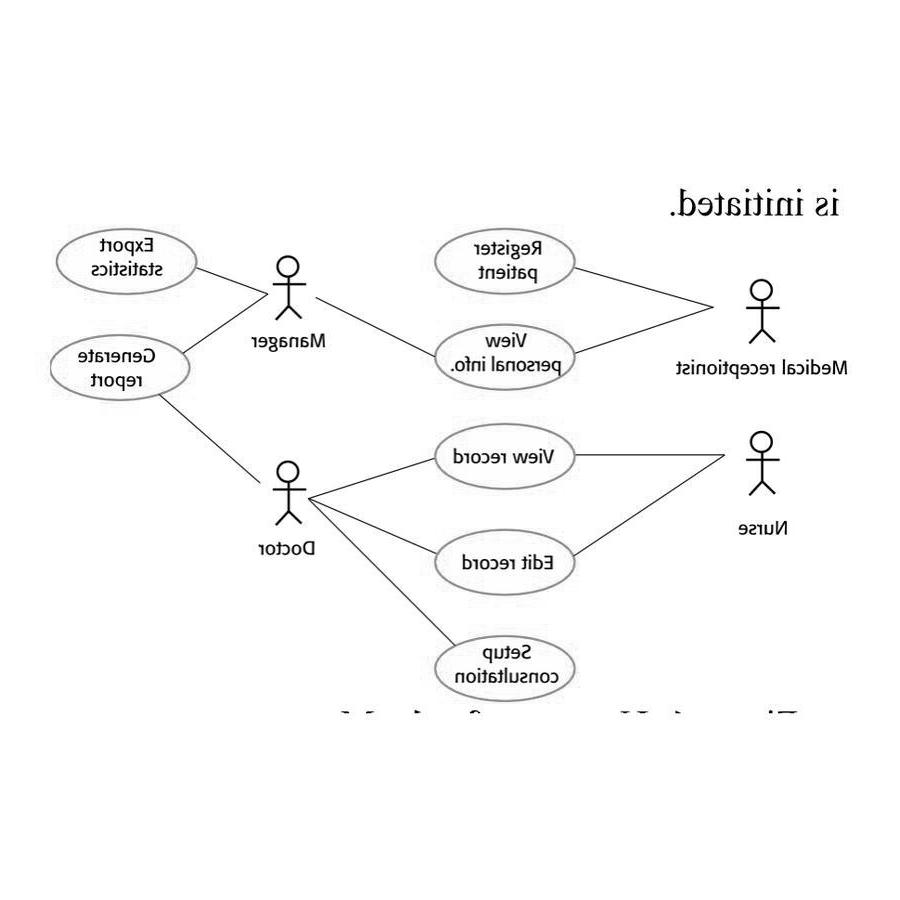 is initiated.
Medical receptionist
Register
patient
View
personal info.
Manager
Export
statistics
Generate
report
Nurse
View record
Edit record
Setup
consultation
Doctor